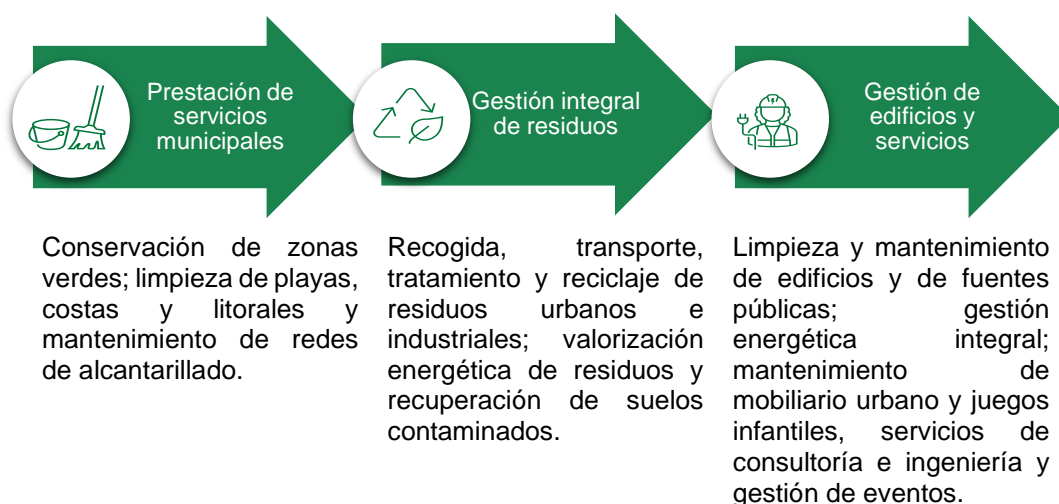 Prestación de
servicios
municipales
Conservación de zonas
verdes; limpieza de playas,
costas y litorales y
mantenimiento de redes
de alcantarillado.
Gestión integral
de residuos
Recogida, transporte,
tratamiento y reciclaje de
residuos urbanos e
industriales; valorización
energética de residuos y
recuperación de suelos
contaminados.
Gestión de
edificios y
servicios
Limpieza y mantenimiento
de edificios y de fuentes
públicas; gestión
energética integral;
mantenimiento de
mobiliario urbano y juegos
infantiles, servicios de
consultoría e ingeniería y
gestión de eventos.